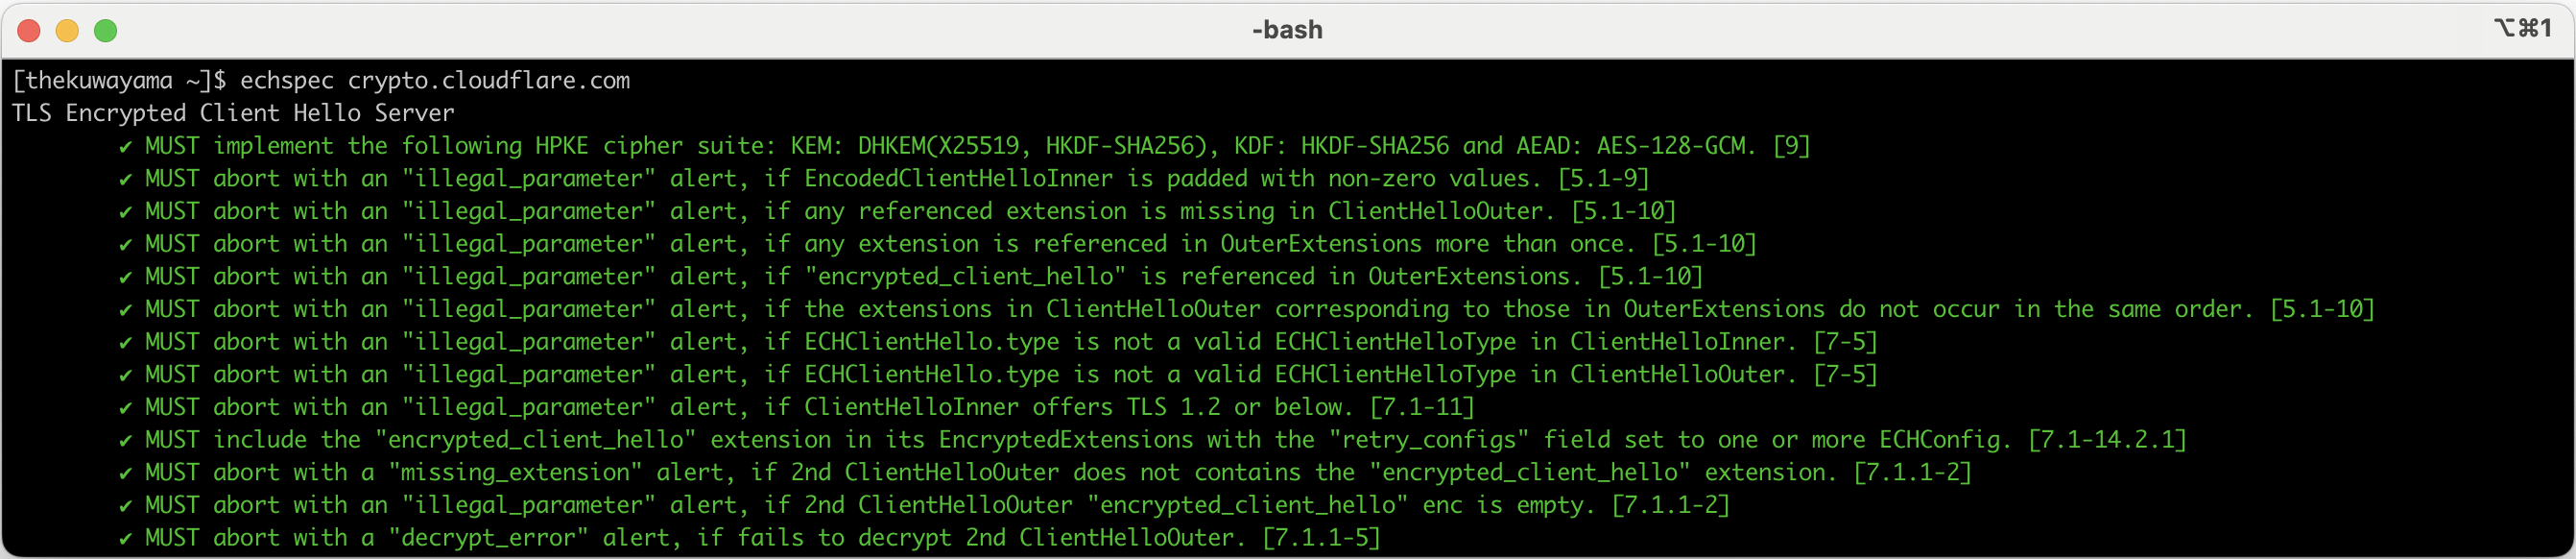 -bash
⌥⌘1
[thekuwayama ~]$ echspec crypto.cloudflare.com
TLS Encrypted Client Hello Server
✔ MUST implement the following HPKE cipher suite: KEM: DHKEM(X25519, HKDF-SHA256), KDF: HKDF-SHA256 and AEAD: AES-128-GCM. [9]
✔ MUST abort with an "illegal_parameter" alert, if EncodedClientHelloInner is padded with non-zero values. [5.1-9]
✔ MUST abort with an "illegal_parameter" alert, if any referenced extension is missing in ClientHelloOuter. [5.1-10]
✔ MUST abort with an "illegal_parameter" alert, if any extension is referenced in OuterExtensions more than once. [5.1-10]
✔ MUST abort with an "illegal_parameter" alert, if "encrypted_client_hello" is referenced in OuterExtensions. [5.1-10]
✔ MUST abort with an "illegal_parameter" alert, if the extensions in ClientHelloOuter corresponding to those in OuterExtensions do not occur in the same order. [5.1-10]
✔ MUST abort with an "illegal_parameter" alert, if ECHClientHello.type is not a valid ECHClientHelloType in ClientHelloInner. [7-5]
✔ MUST abort with an "illegal_parameter" alert, if ECHClientHello.type is not a valid ECHClientHelloType in ClientHelloOuter. [7-5]
✔ MUST abort with an "illegal_parameter" alert, if ClientHelloInner offers TLS 1.2 or below. [7.1-11]
✔ MUST include the "encrypted_client_hello" extension in its EncryptedExtensions with the "retry_configs" field set to one or more ECHConfig. [7.1-14.2.1]
✔ MUST abort with a "missing_extension" alert, if 2nd ClientHelloOuter does not contains the "encrypted_client_hello" extension. [7.1.1-2]
✔ MUST abort with an "illegal_parameter" alert, if 2nd ClientHelloOuter "encrypted_client_hello" enc is empty. [7.1.1-2]
✔ MUST abort with a "decrypt_error" alert, if fails to decrypt 2nd ClientHelloOuter. [7.1.1-5]